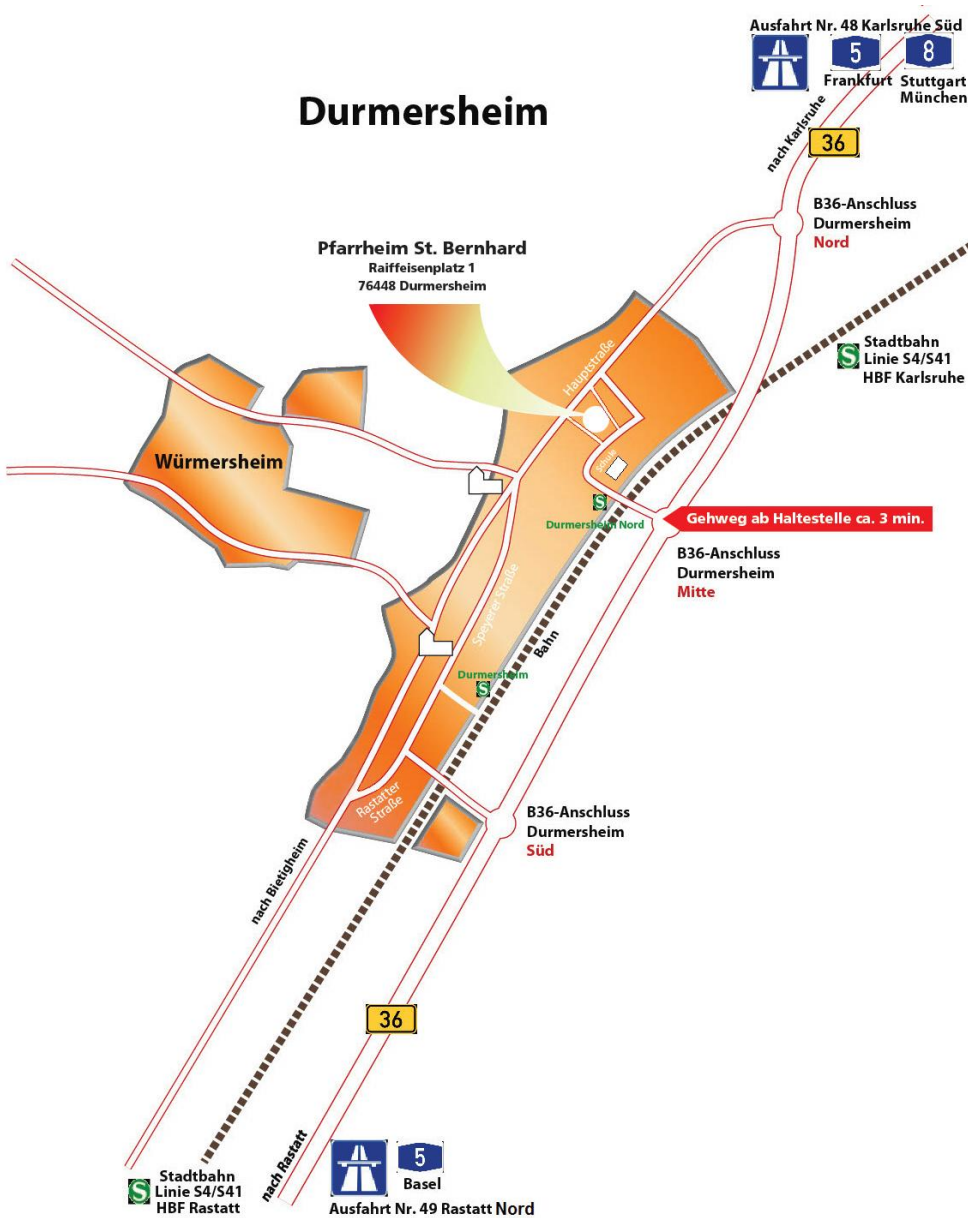 Ausfahrt Nr. 48 Karlsruhe Süd
5
8
Frankfurt
Stuttgart
München
Durmersheim
nach Karlsruhe
36
B36-Anschluss
Durmersheim
Nord
Pfarrheim St. Bernhard
Raiffeisenplatz 1
76448 Durmersheim
S
Stadtbahn
Linie S4/S41
HBF Karlsruhe
Hauptstraße
Würmersheim
Schule
S
Durmersheim Nord
Gehweg ab Haltestelle ca. 3 min.
B36-Anschluss
Durmersheim
Mitte
Speyerer Straße
Bahn
Durmersheim
S
Rastatter
Straße
B36-Anschluss
Durmersheim
Süd
nach Bietigheim
36
nach Rastatt
S
Stadtbahn
Linie S4/S41
HBF Rastatt
5
Basel
Ausfahrt Nr. 49 Rastatt Nord